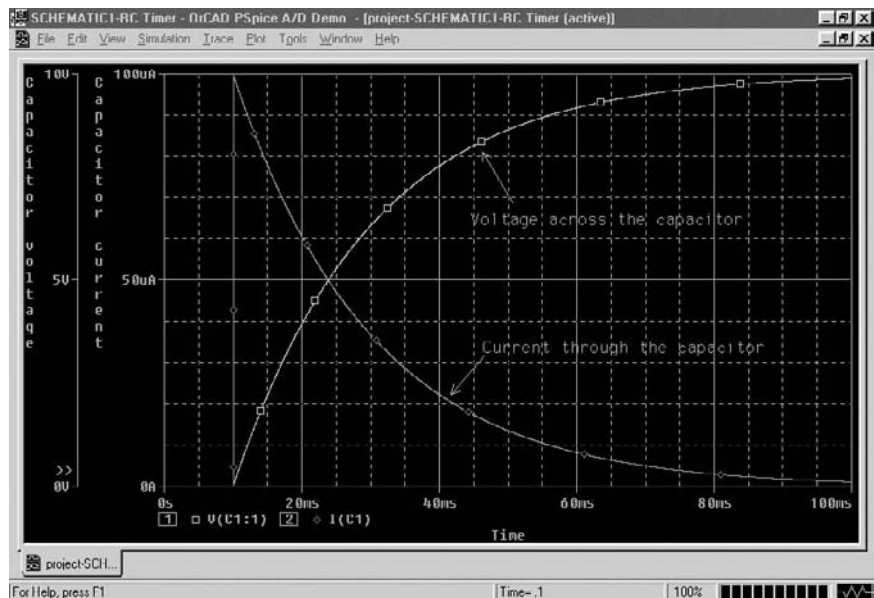 SCHEMATIC1-RC Timer - OrCAD PSpice A/D Demo - [project-SCHEMATIC1-RC Timer (active)]
File Edit View Simulation Trace Plot Tools Window Help
Capacitor voltage
10V
5V
>>
0V
Capacitor current
100uA
50uA
0A
Voltage across the capacitor
Current through the capacitor
0s 20ms 40ms 60ms 80ms 100ms
1 V(C1:1) 2 I(C1)
Time
project-SCH...
For Help, press F1 Time= .1 100%